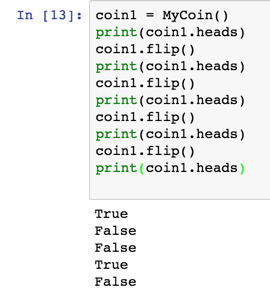 In [13]: coin1 = MyCoin()
print(coin1.heads)
coin1.flip()
print(coin1.heads)
coin1.flip()
print(coin1.heads)
coin1.flip()
print(coin1.heads)
coin1.flip()
print(coin1.heads)
True
False
False
True
False